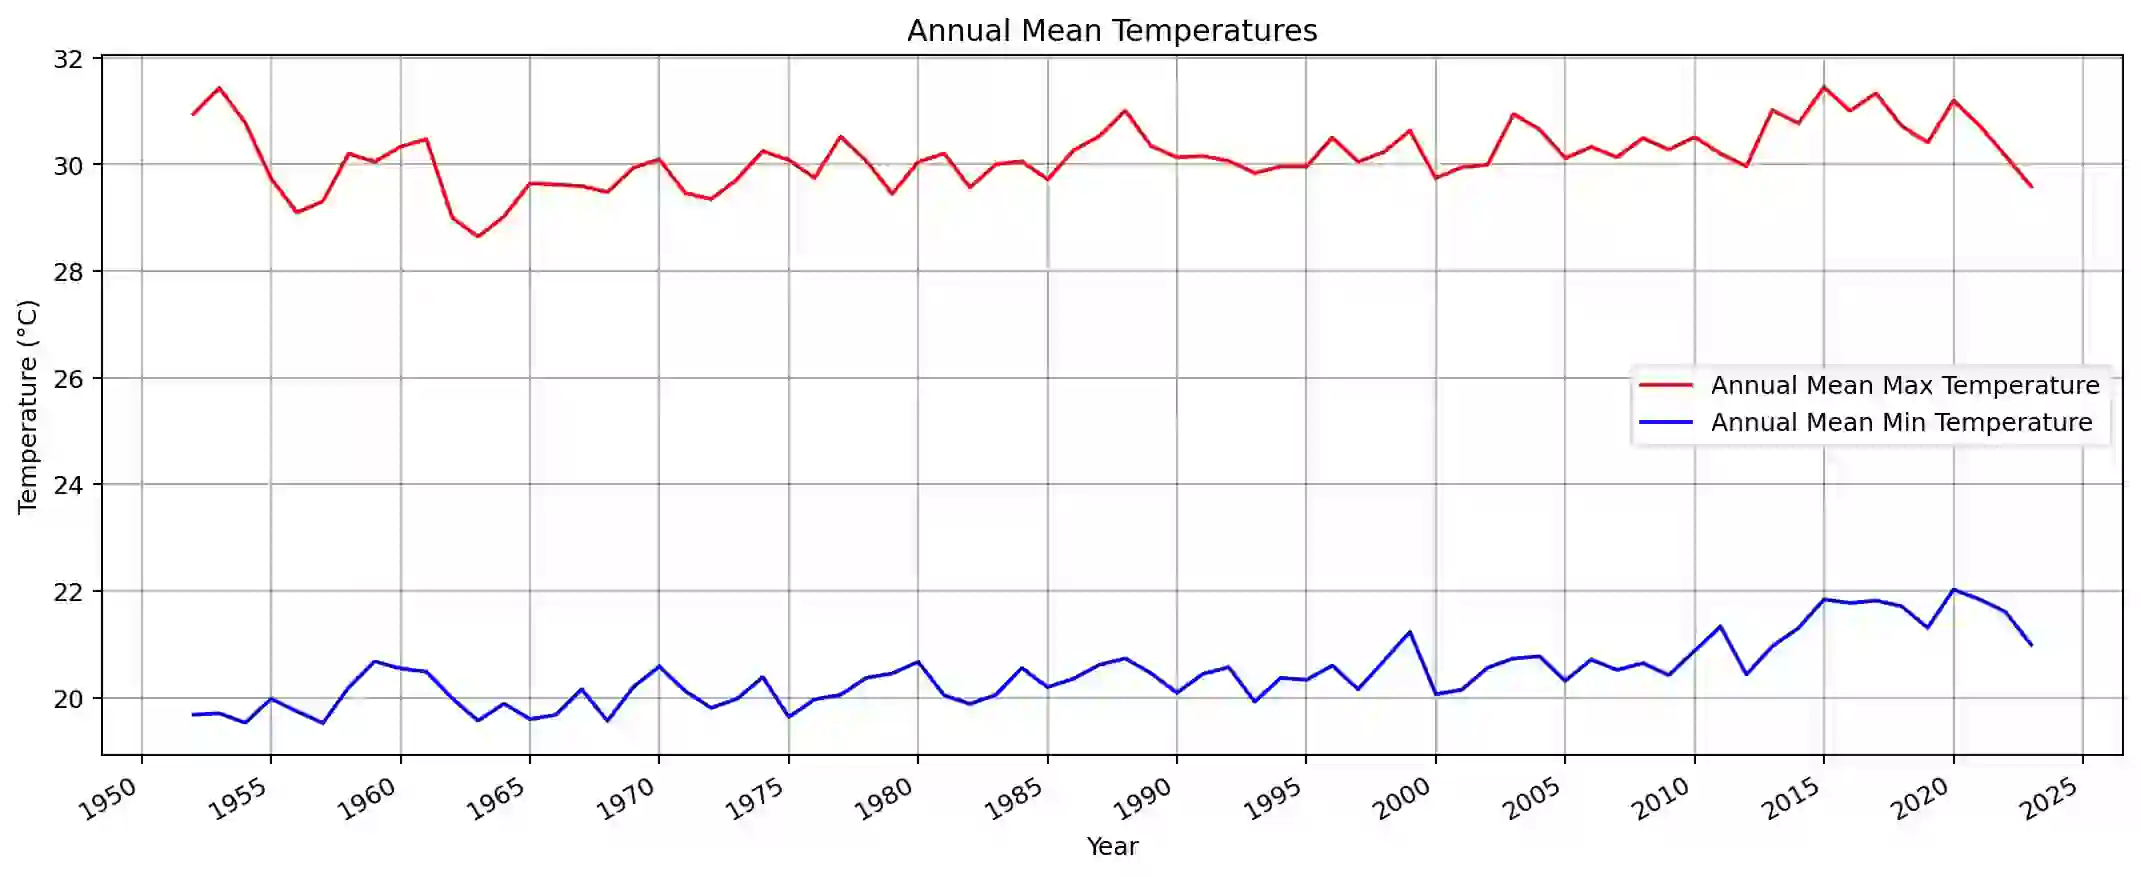 Annual Mean Temperatures
32
30
28
26
24
22
20
Temperature (°C)
Annual Mean Max Temperature
Annual Mean Min Temperature
1950 1955 1960 1965 1970 1975 1980 1985 1990 1995 2000 2005 2010 2015 2020 2025
Year